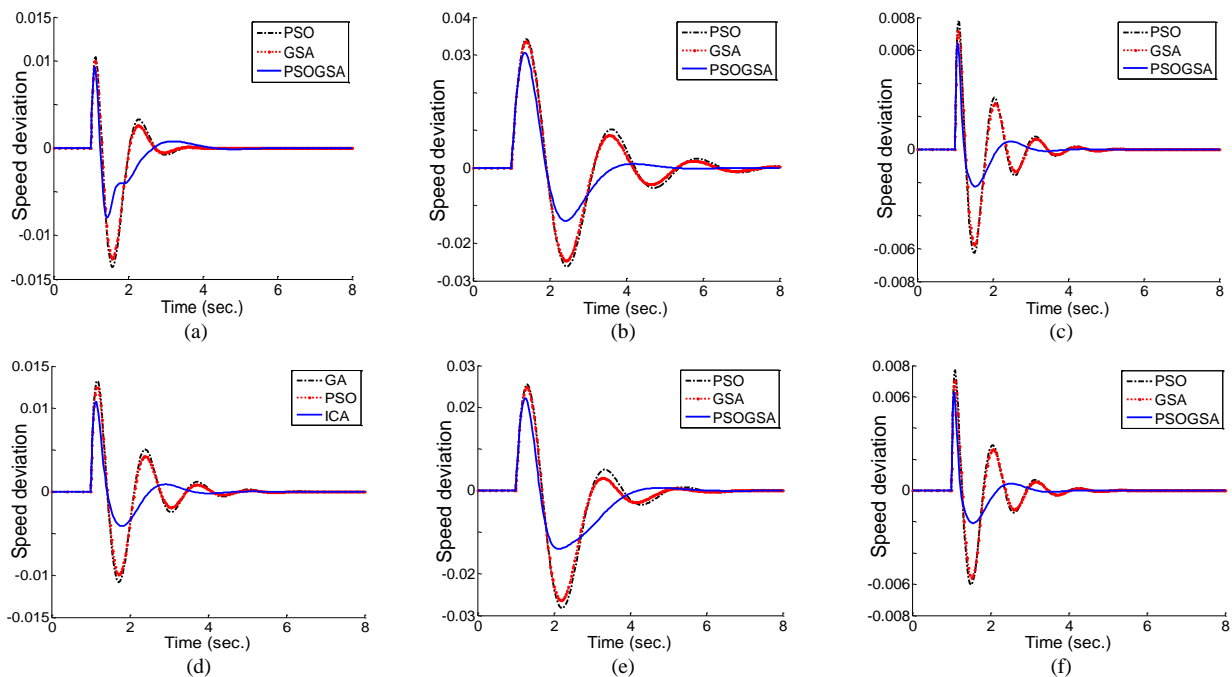 0.015
0.01
0
-0.01
-0.015
Speed deviation
PSO
GSA
PSOGSA
0 2 4 6 8
Time (sec.)
(a)
0.04
0.03
0.02
0
-0.02
-0.03
Speed deviation
PSO
GSA
PSOGSA
0 2 4 6 8
Time (sec.)
(b)
0.008
0.006
0
-0.006
-0.008
Speed deviation
PSO
GSA
PSOGSA
0 2 4 6 8
Time (sec.)
(c)
0.015
0.01
0
-0.01
-0.015
Speed deviation
GA
PSO
ICA
0 2 4 6 8
Time (sec.)
(d)
0.03
0.02
0
-0.02
-0.03
Speed deviation
PSO
GSA
PSOGSA
0 2 4 6 8
Time (sec.)
(e)
0.008
0.006
0
-0.006
-0.008
Speed deviation
PSO
GSA
PSOGSA
0 2 4 6 8
Time (sec.)
(f)